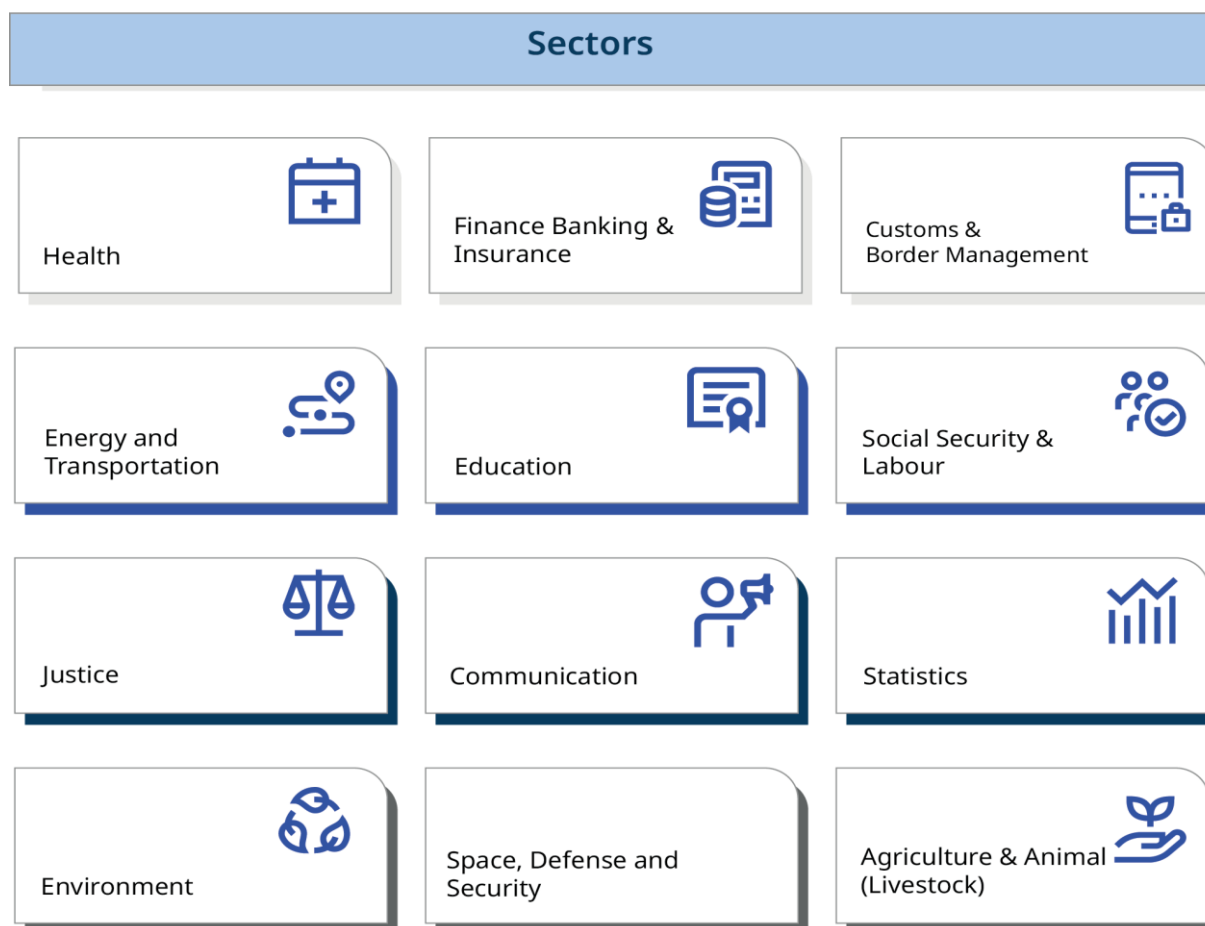 Sectors
Health
Finance Banking &
Insurance
Customs &
Border Management
Energy and
Transportation
Education
Social Security &
Labour
Justice
Communication
Statistics
Environment
Space, Defense and
Security
Agriculture & Animal
(Livestock)